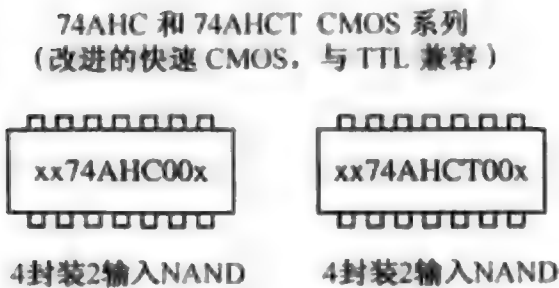 74AHC 和 74AHCT CMOS 系列
(改进的快速 CMOS，与 TTL 兼容)
xx74AHC00x
xx74AHCT00x
4封装2输入NAND
4封装2输入NAND